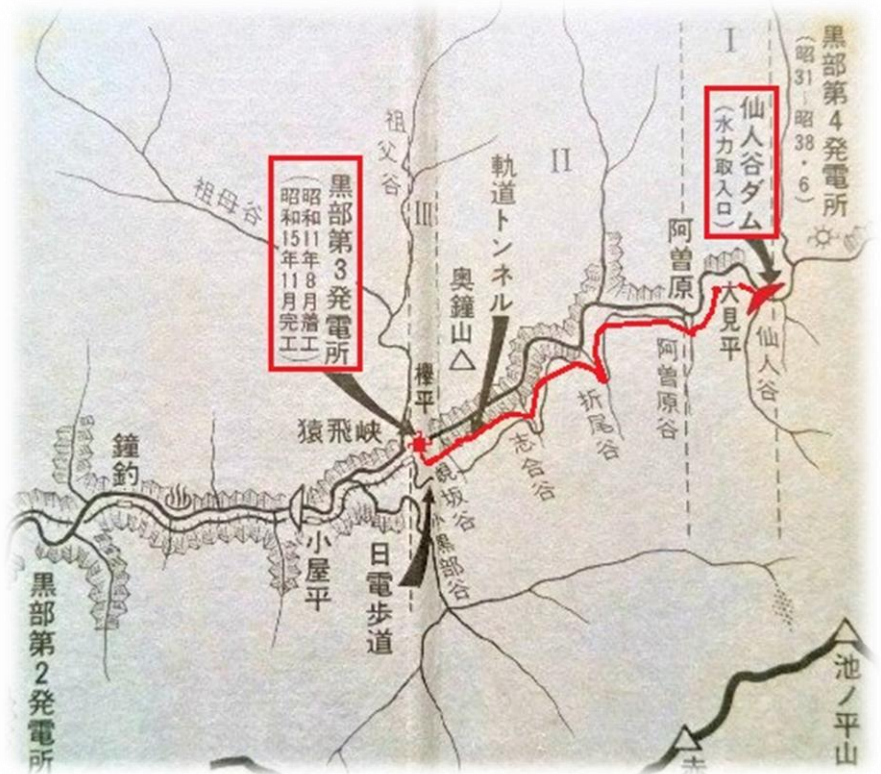 黒部第4発電所
（昭31〜昭38・6）
I
仙人谷ダム
（水力取入口）
阿曽原
II
軌道トンネル
奥鐘山
祖父谷
III
祖母谷
黒部第3発電所
（昭和11年8月着工
昭和15年11月完工）
欅平
猿飛峡
鐘釣
人見平
仙人谷
阿曽原谷
折尾谷
志合谷
蜆坂谷
小黒部谷
日電歩道
小屋平
黒部第2発電所
池ノ平山
赤